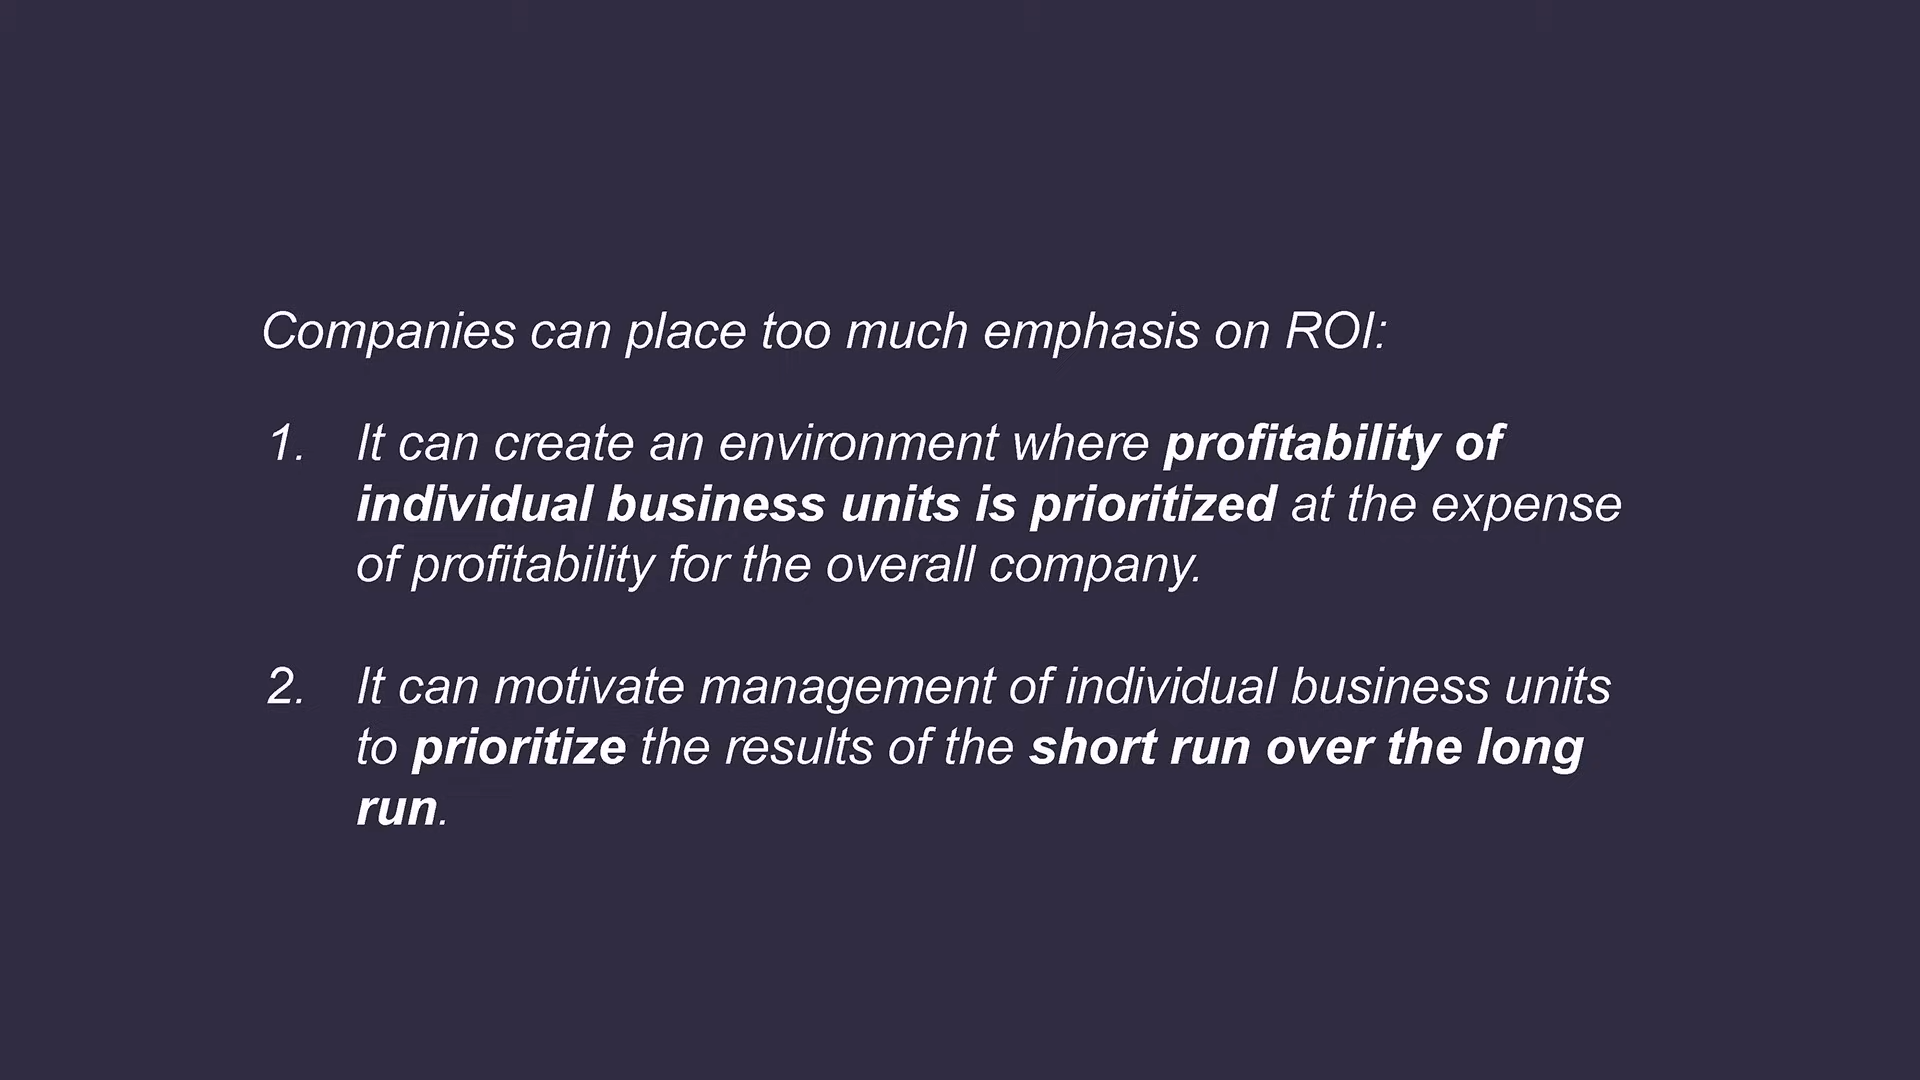 Companies can place too much emphasis on ROI:
1. It can create an environment where profitability of
individual business units is prioritized at the expense
of profitability for the overall company.
2. It can motivate management of individual business units
to prioritize the results of the short run over the long
run.